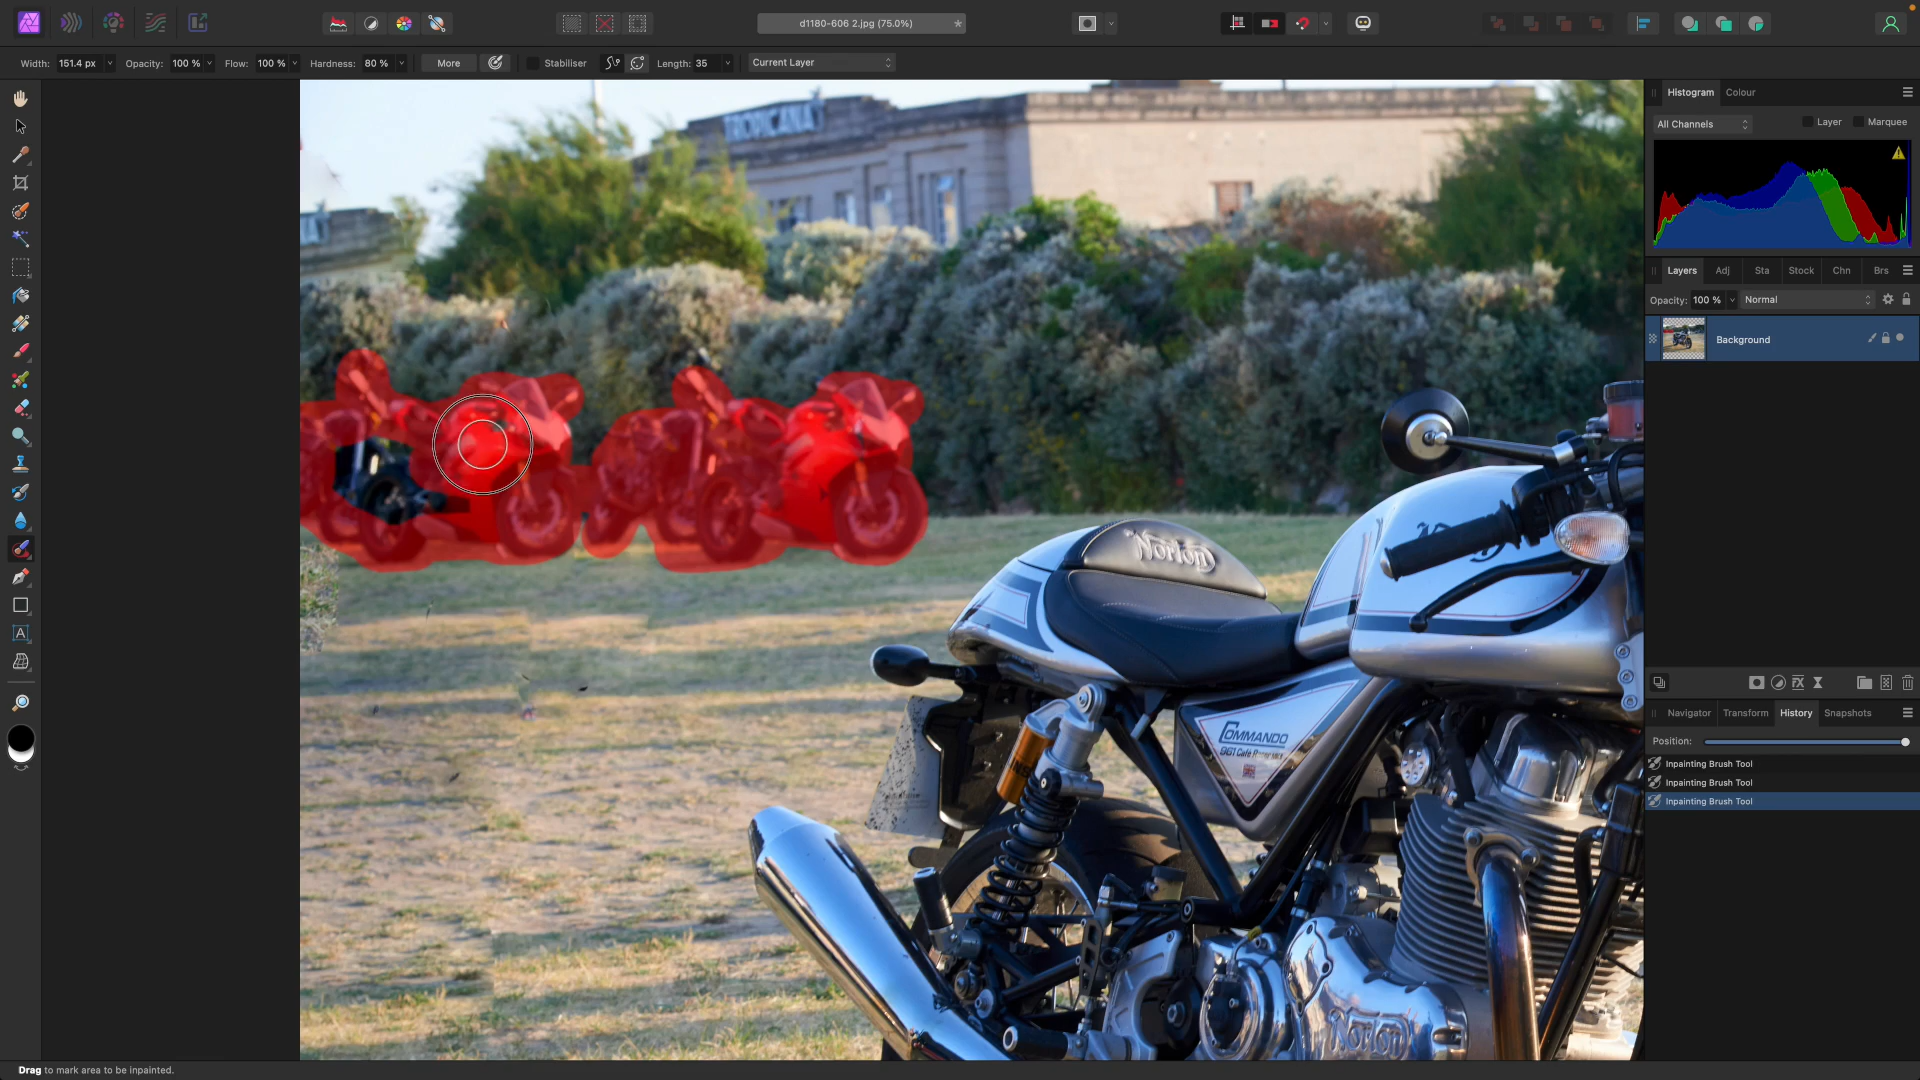 d1180-606 2.jpg (75.0%)
*
Width: 151.4 px
Opacity: 100 %
Flow: 100 %
Hardness: 80 %
More
Stabiliser
Length: 35
Current Layer
Histogram
Colour
All Channels
Layer
Marquee
Layers
Adj
Sta
Stock
Chn
Brs
Opacity: 100 %
Normal
Background
Navigator
Transform
History
Snapshots
Position:
Inpainting Brush Tool
Inpainting Brush Tool
Inpainting Brush Tool
TROPICANA
Norton
COMMANDO
961 Café Racer MKII
Norton
A
Drag to mark area to be inpainted.